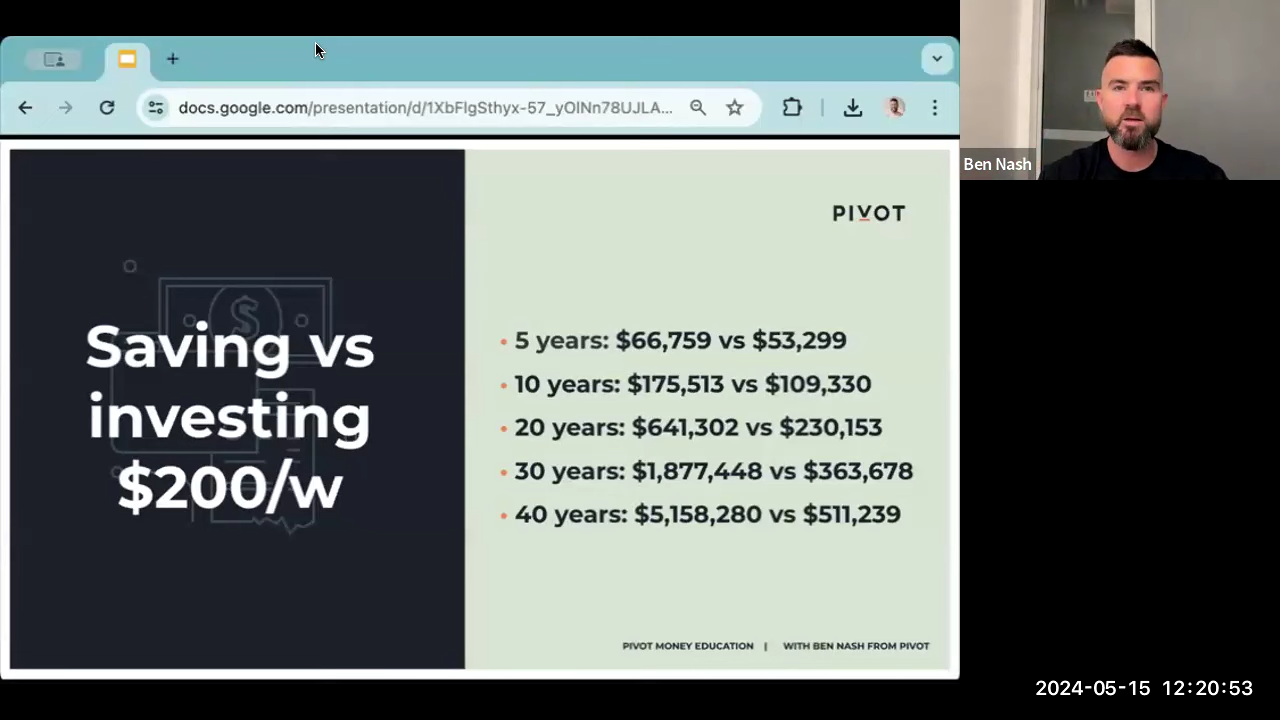 docs.google.com/presentation/d/1XbFIgSthyx-57_yOINn78UJLA...
Ben Nash
PIVOT
Saving vs
investing
$200/w
• 5 years: $66,759 vs $53,299
• 10 years: $175,513 vs $109,330
• 20 years: $641,302 vs $230,153
• 30 years: $1,877,448 vs $363,678
• 40 years: $5,158,280 vs $511,239
PIVOT MONEY EDUCATION | WITH BEN NASH FROM PIVOT
2024-05-15 12:20:53